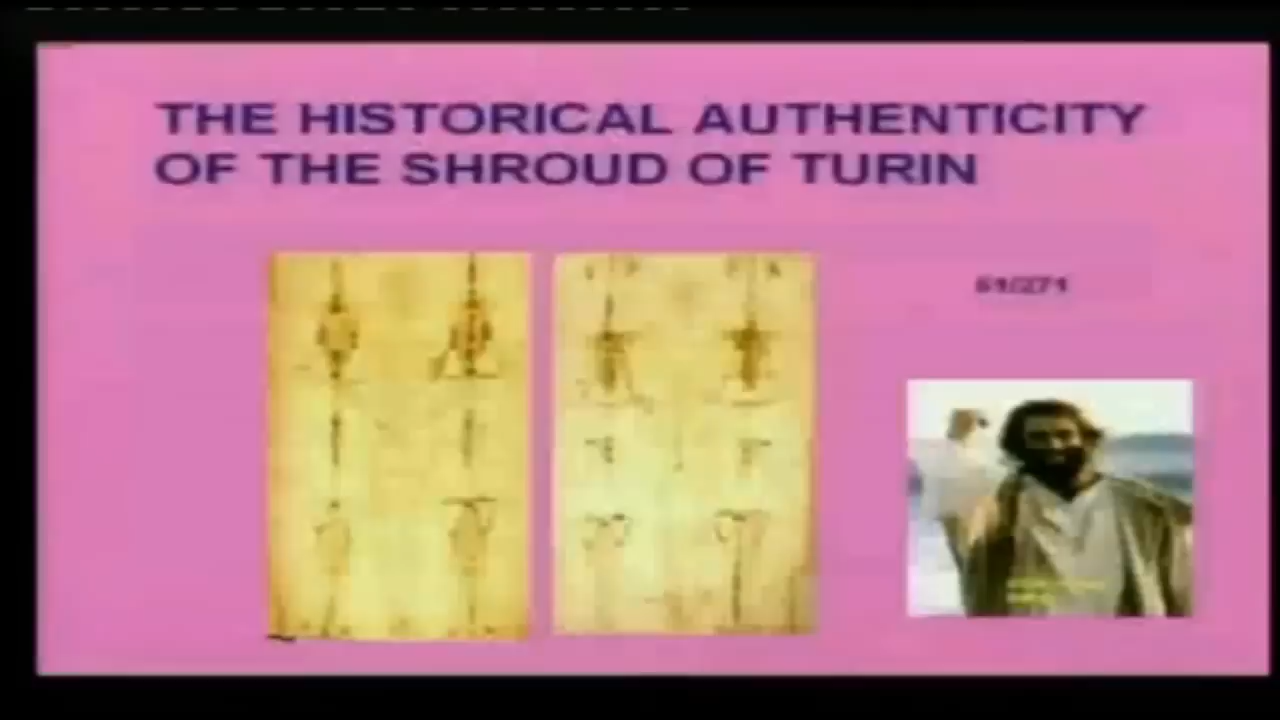 THE HISTORICAL AUTHENTICITY
OF THE SHROUD OF TURIN